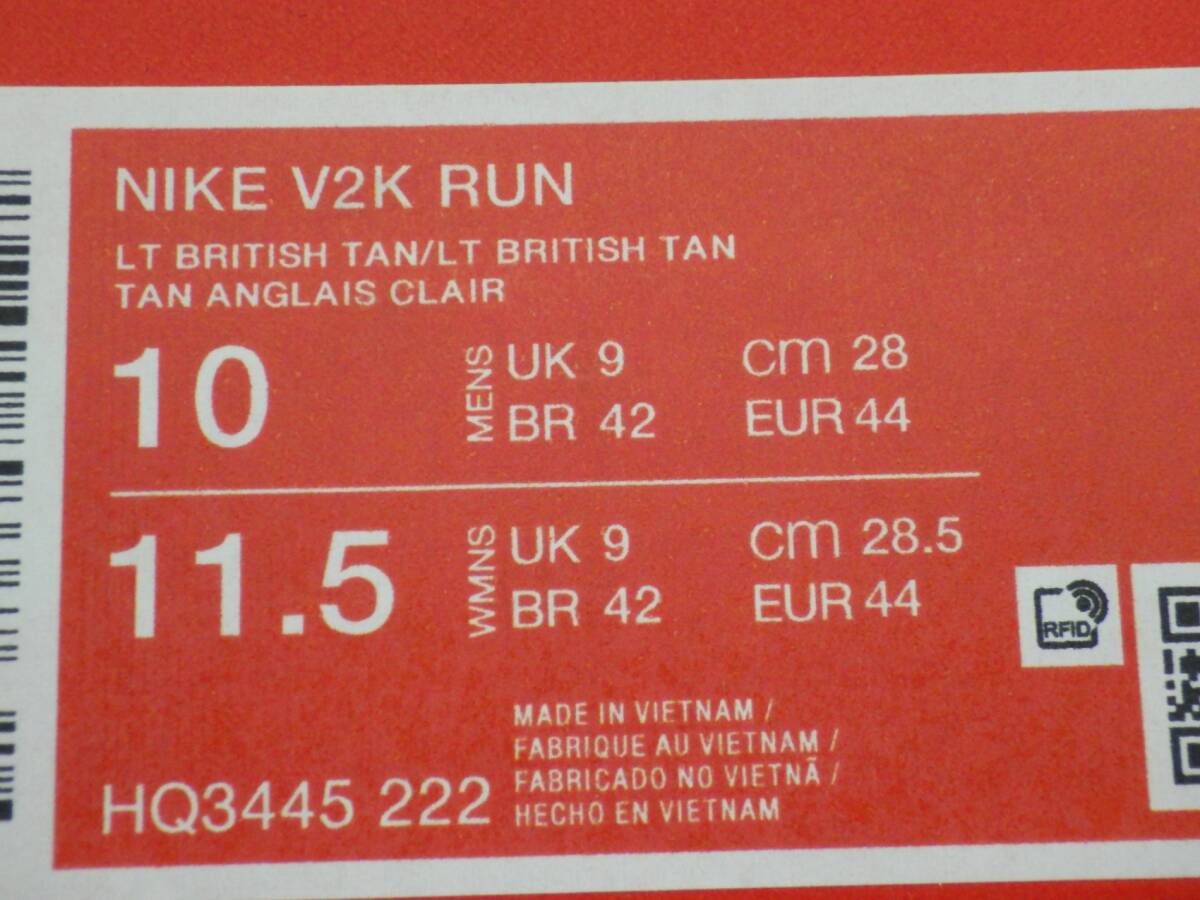 NIKE V2K RUN
LT BRITISH TAN/LT BRITISH TAN
TAN ANGLAIS CLAIR
10 MENS UK 9 CM 28
BR 42 EUR 44
11.5 WMNS UK 9 CM 28.5
BR 42 EUR 44
RFID
MADE IN VIETNAM /
FABRIQUE AU VIETNAM /
FABRICADO NO VIETNÃ /
HECHO EN VIETNAM
HQ3445 222